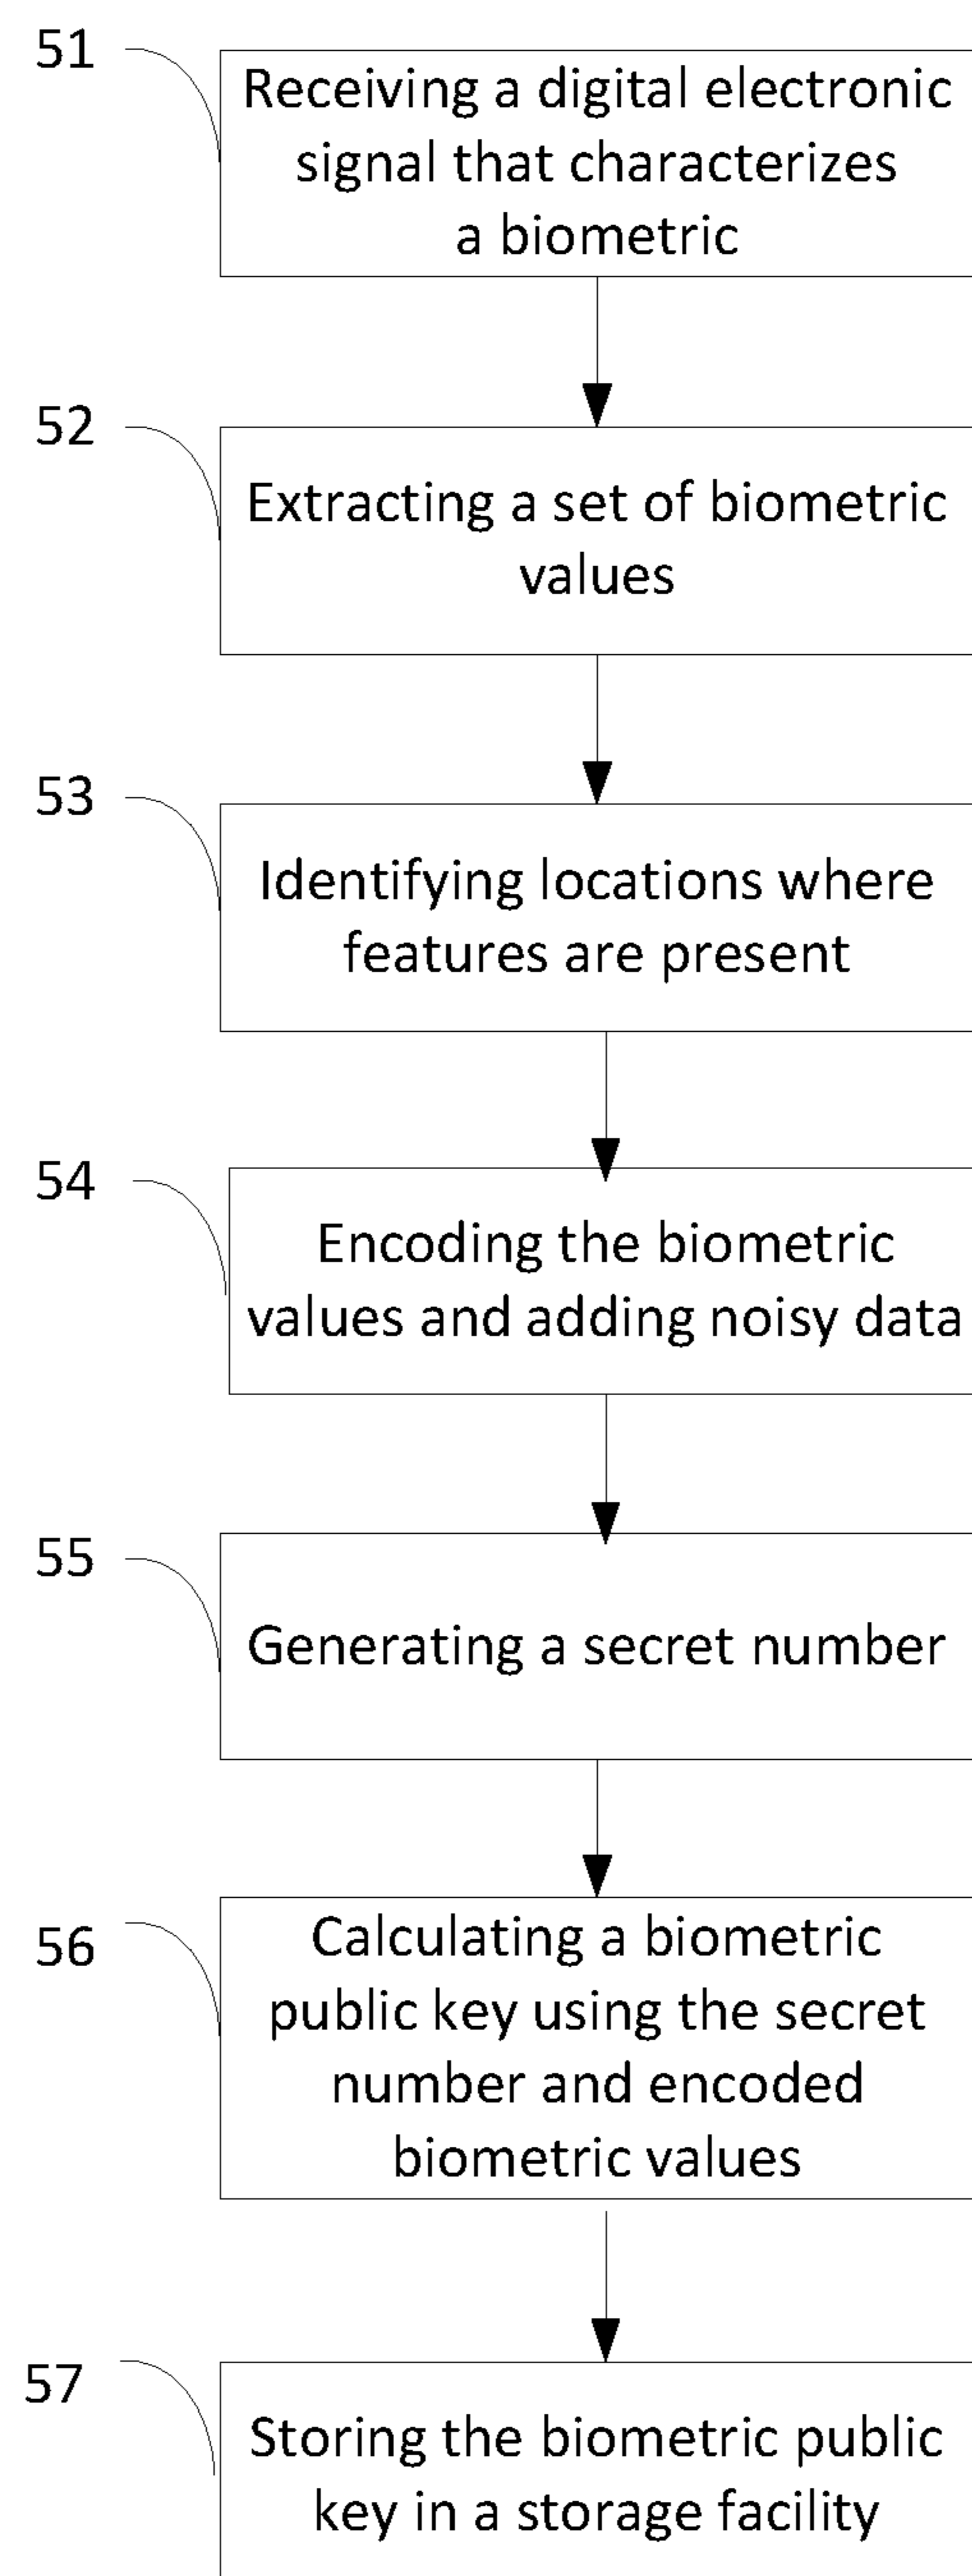 51
Receiving a digital electronic
signal that characterizes
a biometric
52
Extracting a set of biometric
values
53
Identifying locations where
features are present
54
Encoding the biometric
values and adding noisy data
55
Generating a secret number
56
Calculating a biometric
public key using the secret
number and encoded
biometric values
57
Storing the biometric public
key in a storage facility